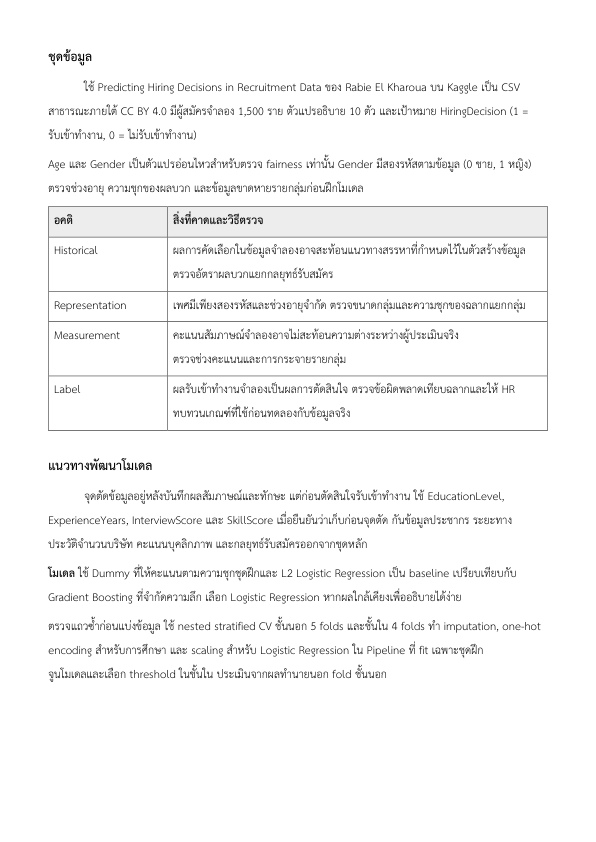 ชุดข้อมูล
ใช้ Predicting Hiring Decisions in Recruitment Data ของ Rabie El Kharoua บน Kaggle เป็น CSV
สาธารณะภายใต้ CC BY 4.0 มีผู้สมัครจำลอง 1,500 ราย ตัวแปรอธิบาย 10 ตัว และเป้าหมาย HiringDecision (1 =
รับเข้าทำงาน, 0 = ไม่รับเข้าทำงาน)
Age และ Gender เป็นตัวแปรอ่อนไหวสำหรับตรวจ fairness เท่านั้น Gender มีสองรหัสตามข้อมูล (0 ชาย, 1 หญิง)
ตรวจช่วงอายุ ความชุกของผลบวก และข้อมูลขาดหายรายกลุ่มก่อนฝึกโมเดล
อคติ สิ่งที่คาดและวิธีตรวจ
Historical ผลการคัดเลือกในข้อมูลจำลองอาจสะท้อนแนวทางสรรหาที่กำหนดไว้ในตัวสร้างข้อมูล
ตรวจอัตราผลบวกแยกกลยุทธ์รับสมัคร
Representation เพศมีเพียงสองรหัสและช่วงอายุจำกัด ตรวจขนาดกลุ่มและความชุกของฉลากแยกกลุ่ม
Measurement คะแนนสัมภาษณ์จำลองอาจไม่สะท้อนความต่างระหว่างผู้ประเมินจริง
ตรวจช่วงคะแนนและการกระจายรายกลุ่ม
Label ผลรับเข้าทำงานจำลองเป็นผลการตัดสินใจ ตรวจข้อผิดพลาดเทียบฉลากและให้ HR
ทบทวนเกณฑ์ที่ใช้ก่อนทดลองกับข้อมูลจริง
แนวทางพัฒนาโมเดล
จุดตัดข้อมูลอยู่หลังบันทึกผลสัมภาษณ์และทักษะ แต่ก่อนตัดสินใจรับเข้าทำงาน ใช้ EducationLevel,
ExperienceYears, InterviewScore และ SkillScore เมื่อยืนยันว่าเก็บก่อนจุดตัด กันข้อมูลประชากร ระยะทาง
ประวัติจำนวนบริษัท คะแนนบุคลิกภาพ และกลยุทธ์รับสมัครออกจากชุดหลัก
โมเดล ใช้ Dummy ที่ให้คะแนนตามความชุกชุดฝึกและ L2 Logistic Regression เป็น baseline เปรียบเทียบกับ
Gradient Boosting ที่จำกัดความลึก เลือก Logistic Regression หากผลใกล้เคียงเพื่ออธิบายได้ง่าย
ตรวจแถวซ้ำก่อนแบ่งข้อมูล ใช้ nested stratified CV ชั้นนอก 5 folds และชั้นใน 4 folds ทำ imputation, one-hot
encoding สำหรับการศึกษา และ scaling สำหรับ Logistic Regression ใน Pipeline ที่ fit เฉพาะชุดฝึก
จูนโมเดลและเลือก threshold ในชั้นใน ประเมินจากผลทำนายนอก fold ชั้นนอก